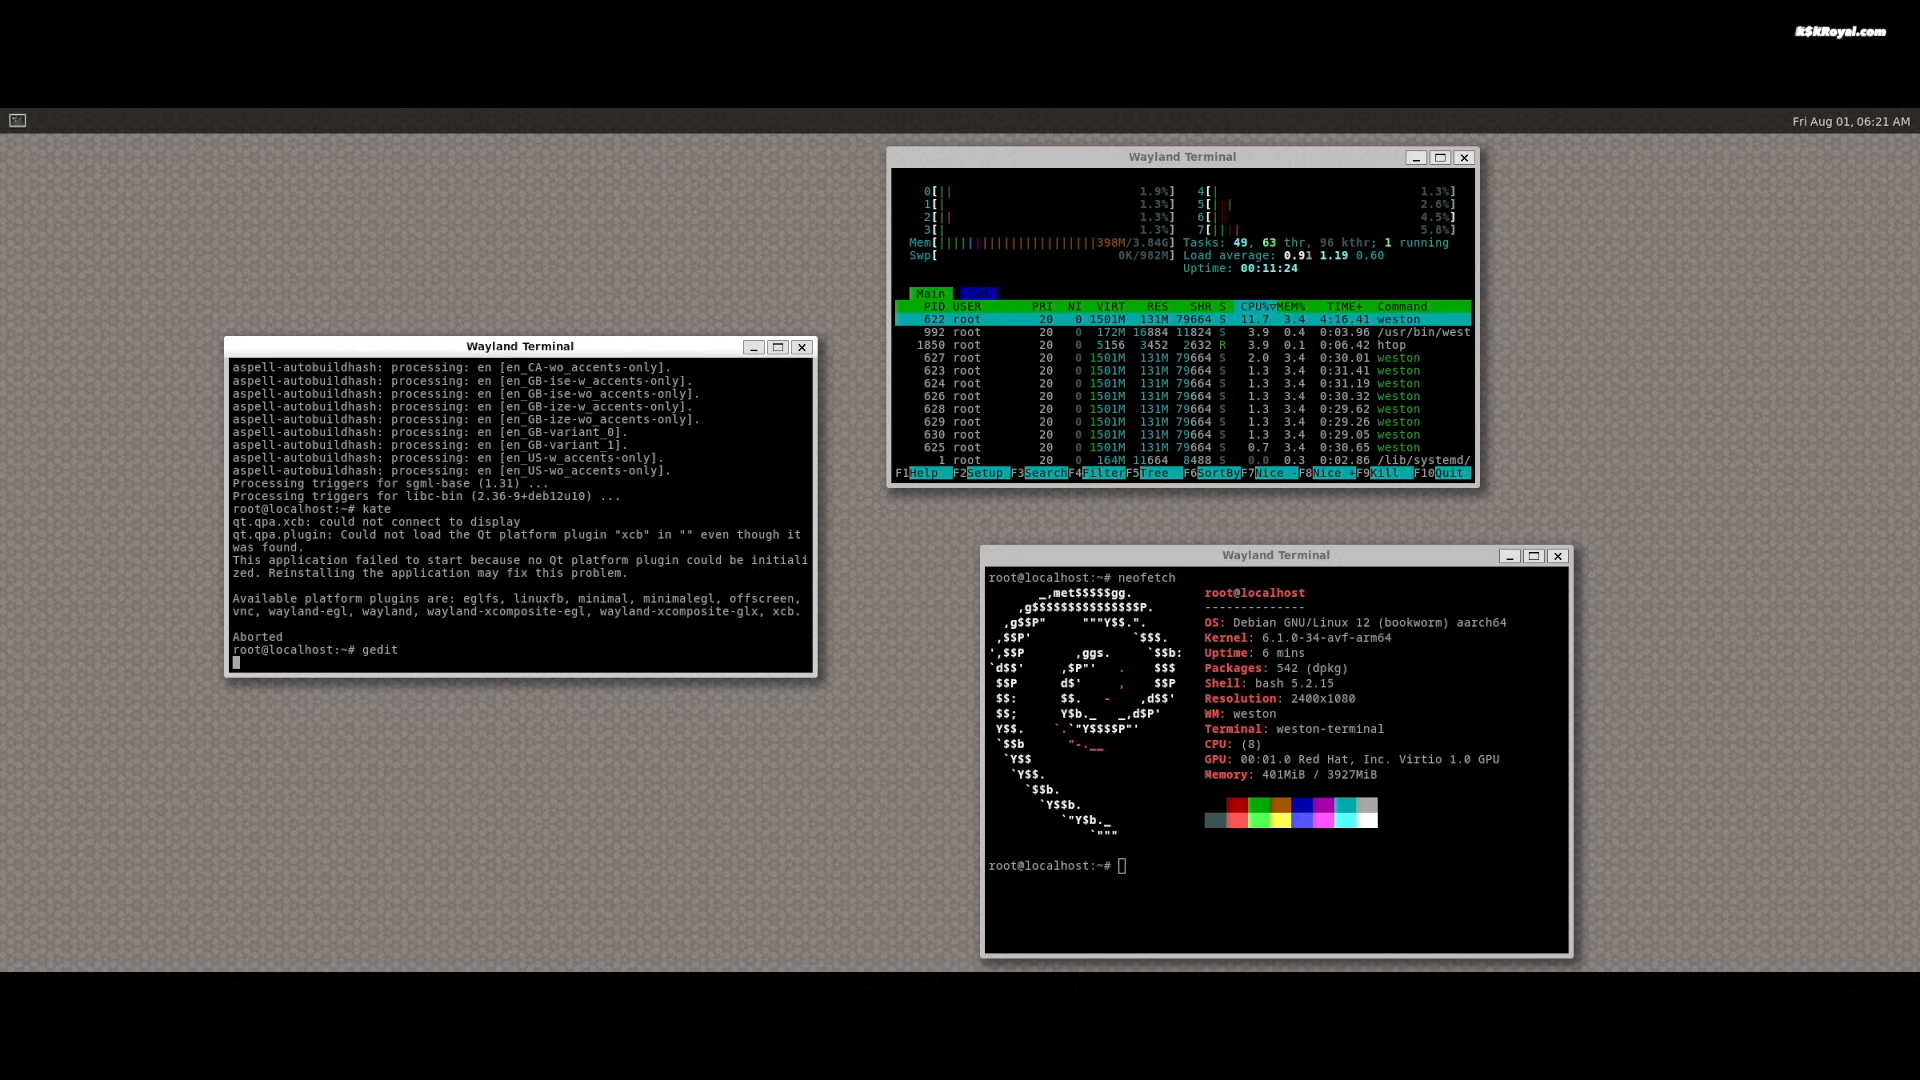 K$KRoyal.com
Fri Aug 01, 06:21 AM
Wayland Terminal
0[|| 1.9%] 4[| 1.3%]
1[| 1.3%] 5[| | 2.6%]
2[|| 1.3%] 6[| 4.5%]
3[| 1.3%] 7[|||| 5.8%]
Mem[||||||||||||||||||||||398M/3.84G] Tasks: 49, 63 thr, 96 kthr; 1 running
Swp[ 0K/982M] Load average: 0.91 1.19 0.60
Uptime: 00:11:24
Main
PID USER PRI NI VIRT RES SHR S CPU%▽MEM% TIME+ Command
622 root 20 0 1501M 131M 79664 S 11.7 3.4 4:16.41 weston
992 root 20 0 172M 16884 11824 S 3.9 0.4 0:03.96 /usr/bin/west
1850 root 20 0 5156 3452 2632 R 3.9 0.1 0:06.42 htop
627 root 20 0 1501M 131M 79664 S 2.0 3.4 0:30.01 weston
623 root 20 0 1501M 131M 79664 S 1.3 3.4 0:31.41 weston
624 root 20 0 1501M 131M 79664 S 1.3 3.4 0:31.19 weston
626 root 20 0 1501M 131M 79664 S 1.3 3.4 0:30.32 weston
628 root 20 0 1501M 131M 79664 S 1.3 3.4 0:29.62 weston
629 root 20 0 1501M 131M 79664 S 1.3 3.4 0:29.26 weston
630 root 20 0 1501M 131M 79664 S 1.3 3.4 0:29.05 weston
625 root 20 0 1501M 131M 79664 S 0.7 3.4 0:30.65 weston
1 root 20 0 164M 11664 8488 S 0.0 0.3 0:02.86 /lib/systemd/
F1Help F2Setup F3SearchF4FilterF5Tree F6SortByF7Nice -F8Nice +F9Kill F10Quit
Wayland Terminal
aspell-autobuildhash: processing: en [en_CA-wo_accents-only].
aspell-autobuildhash: processing: en [en_GB-ise-w_accents-only].
aspell-autobuildhash: processing: en [en_GB-ise-wo_accents-only].
aspell-autobuildhash: processing: en [en_GB-ize-w_accents-only].
aspell-autobuildhash: processing: en [en_GB-ize-wo_accents-only].
aspell-autobuildhash: processing: en [en_GB-variant_0].
aspell-autobuildhash: processing: en [en_GB-variant_1].
aspell-autobuildhash: processing: en [en_US-w_accents-only].
aspell-autobuildhash: processing: en [en_US-wo_accents-only].
Processing triggers for sgml-base (1.31) ...
Processing triggers for libc-bin (2.36-9+deb12u10) ...
root@localhost:~# kate
qt.qpa.xcb: could not connect to display
qt.qpa.plugin: Could not load the Qt platform plugin "xcb" in "" even though it
was found.
This application failed to start because no Qt platform plugin could be initiali
zed. Reinstalling the application may fix this problem.
Available platform plugins are: eglfs, linuxfb, minimal, minimalegl, offscreen,
vnc, wayland-egl, wayland, wayland-xcomposite-egl, wayland-xcomposite-glx, xcb.
Aborted
root@localhost:~# gedit
Wayland Terminal
root@localhost:~# neofetch
_,met$$$$$gg. root@localhost
,g$$$$$$$$$$$$$$$P. --------------
,g$$P" """Y$$.". OS: Debian GNU/Linux 12 (bookworm) aarch64
,$$P' `$$$. Kernel: 6.1.0-34-avf-arm64
',$$P ,ggs. `$$b: Uptime: 6 mins
`d$$' ,$P"' . $$$ Packages: 542 (dpkg)
$$P d$' , $$P Shell: bash 5.2.15
$$: $$. - ,d$$' Resolution: 2400x1080
$$; Y$b._ _,d$P' WM: weston
Y$$. `.`"Y$$$$P"' Terminal: weston-terminal
`$$b "-.__ CPU: (8)
`Y$$ GPU: 00:01.0 Red Hat, Inc. Virtio 1.0 GPU
`Y$$. Memory: 401MiB / 3927MiB
`$$b.
`Y$$b.
`"Y$b._
`"""
root@localhost:~#